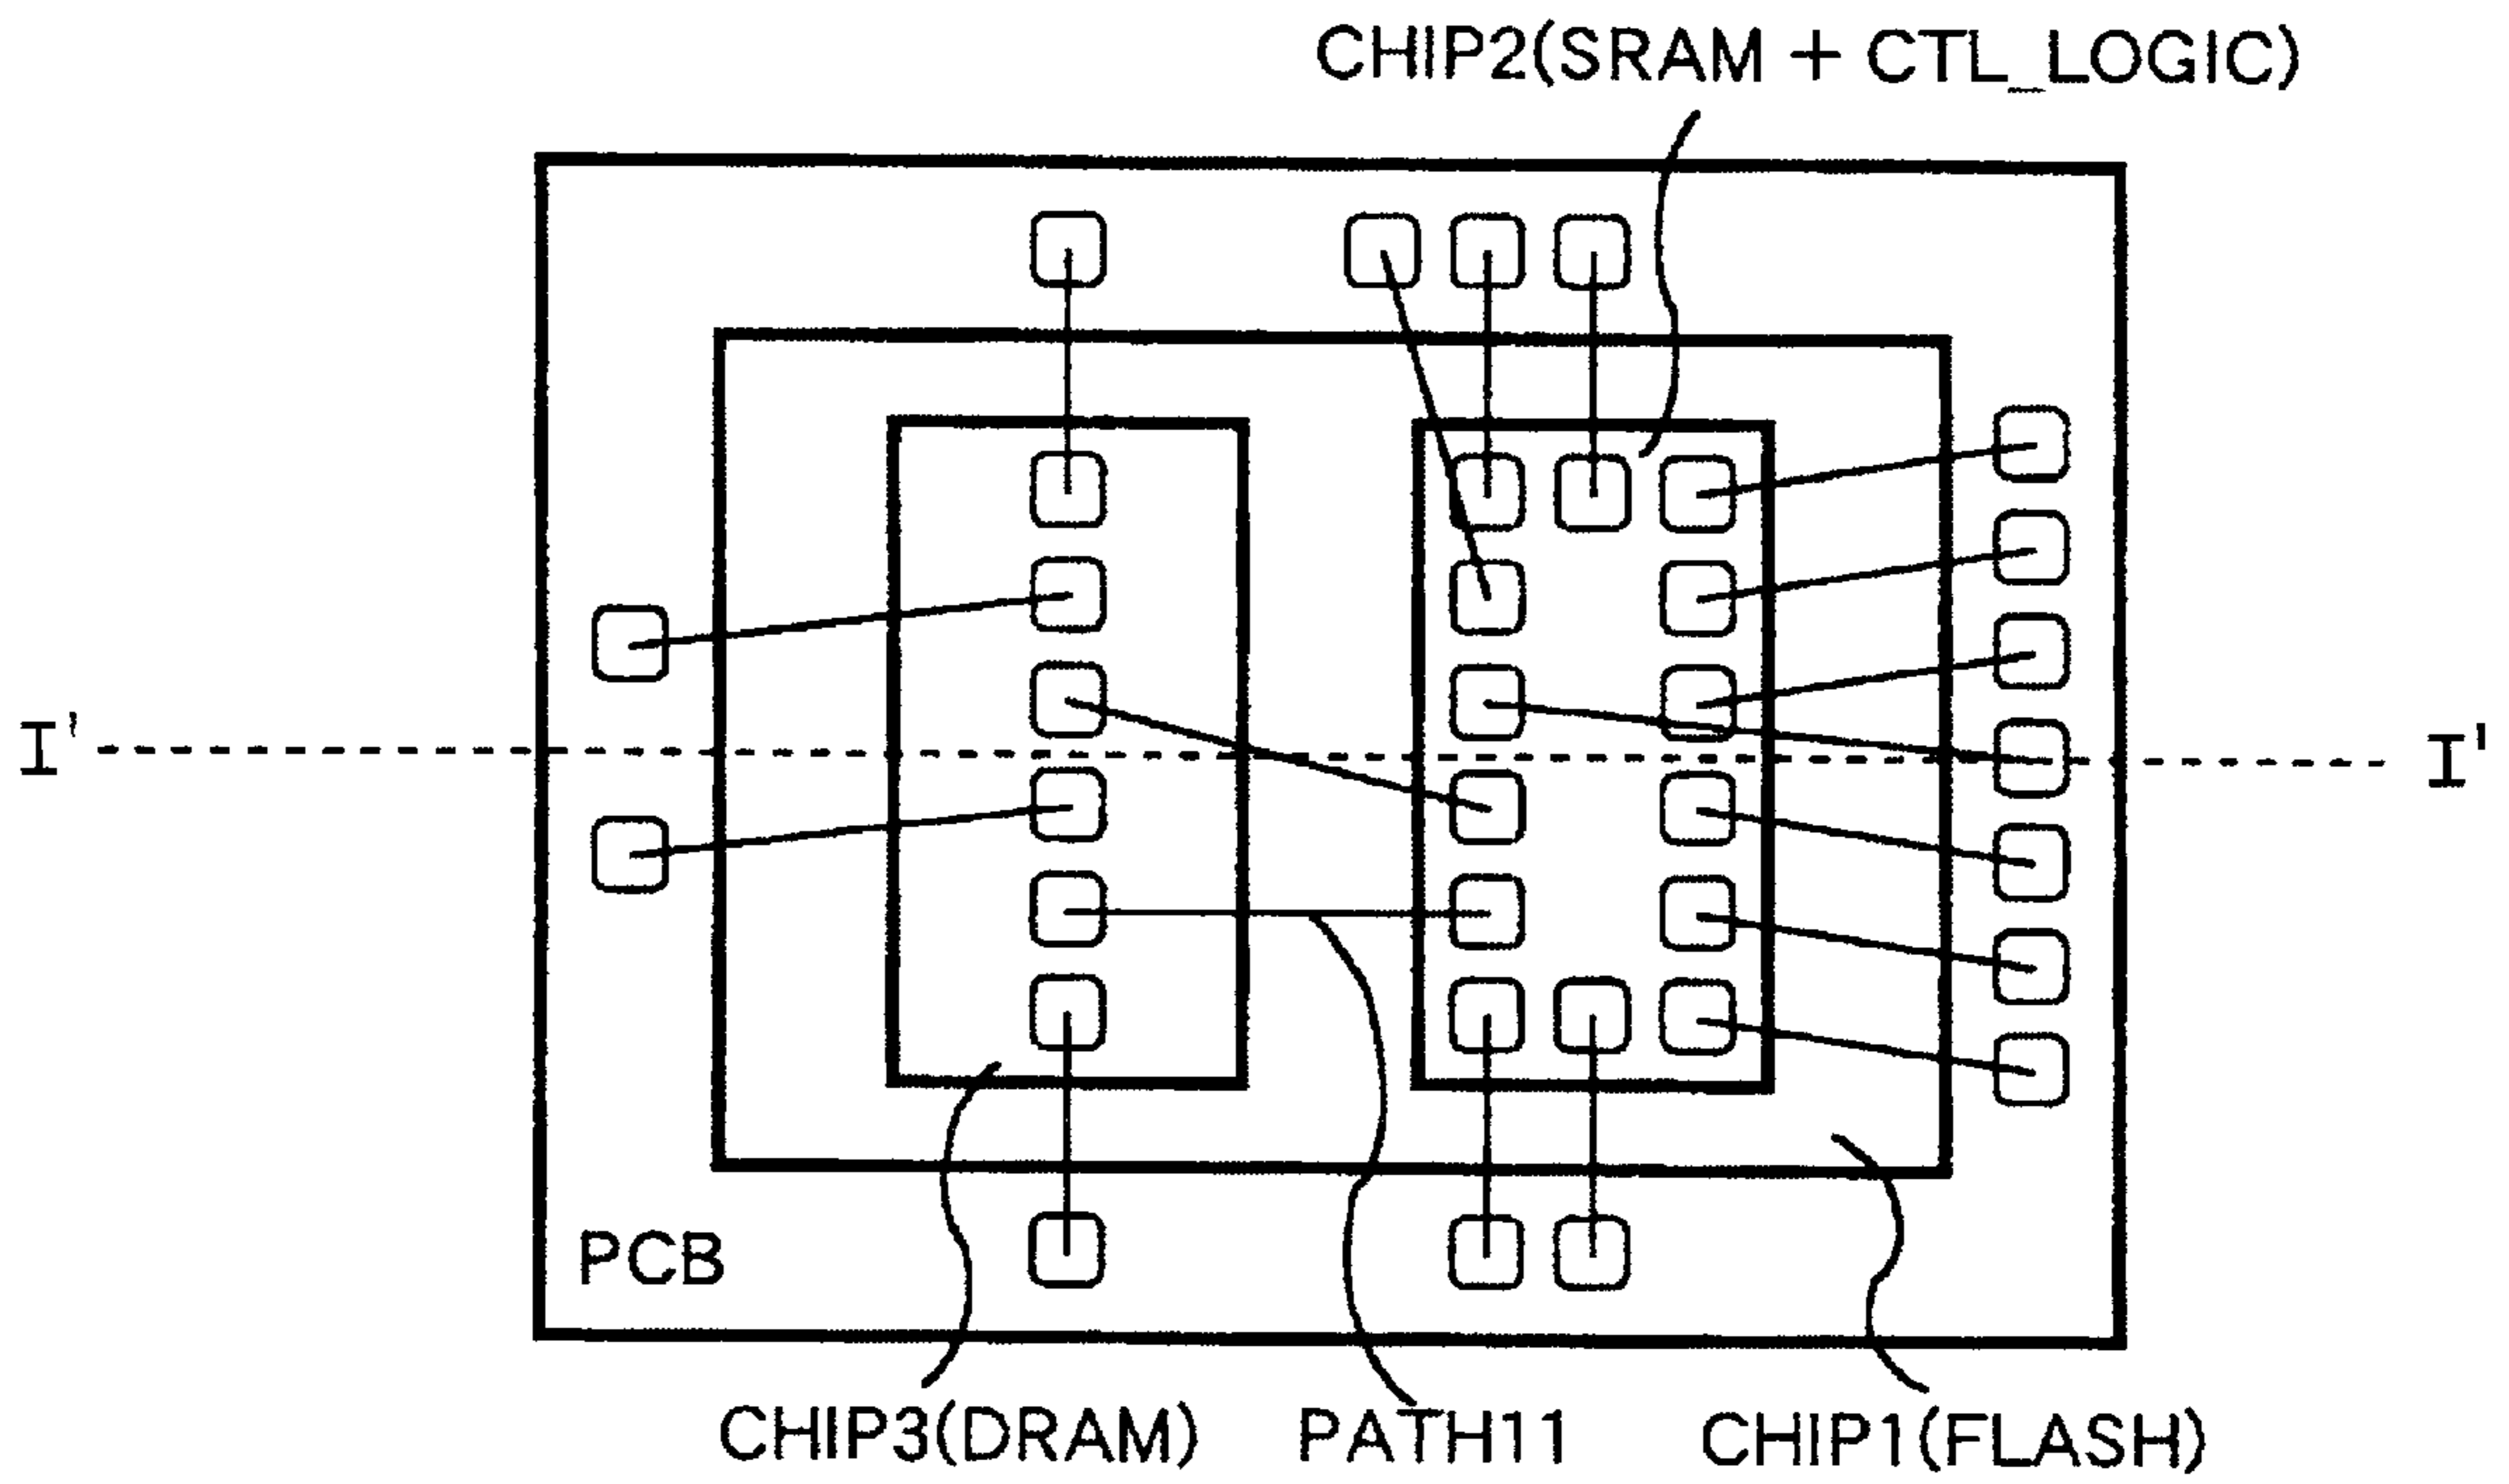 CHIP2(SRAM + CTL_LOGIC)
I'
I'
PCB
CHIP3(DRAM)
PATH11
CHIP1(FLASH)